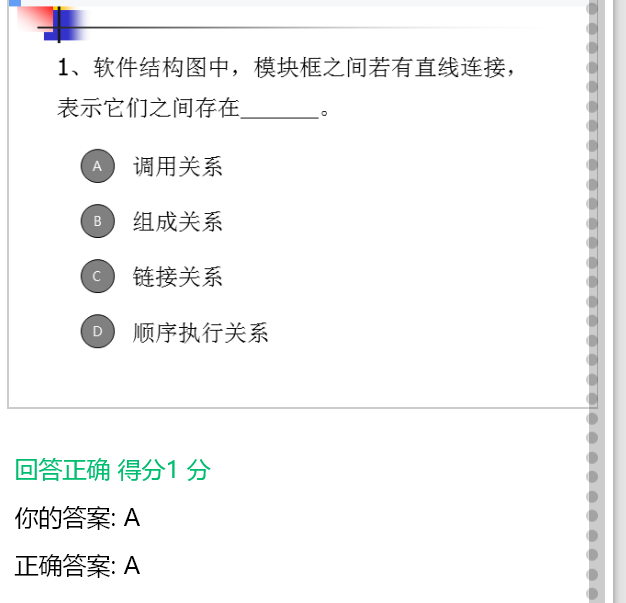 1、软件结构图中，模块框之间若有直线连接，
表示它们之间存在_______。
A 调用关系
B 组成关系
C 链接关系
D 顺序执行关系
回答正确 得分1 分
你的答案: A
正确答案: A